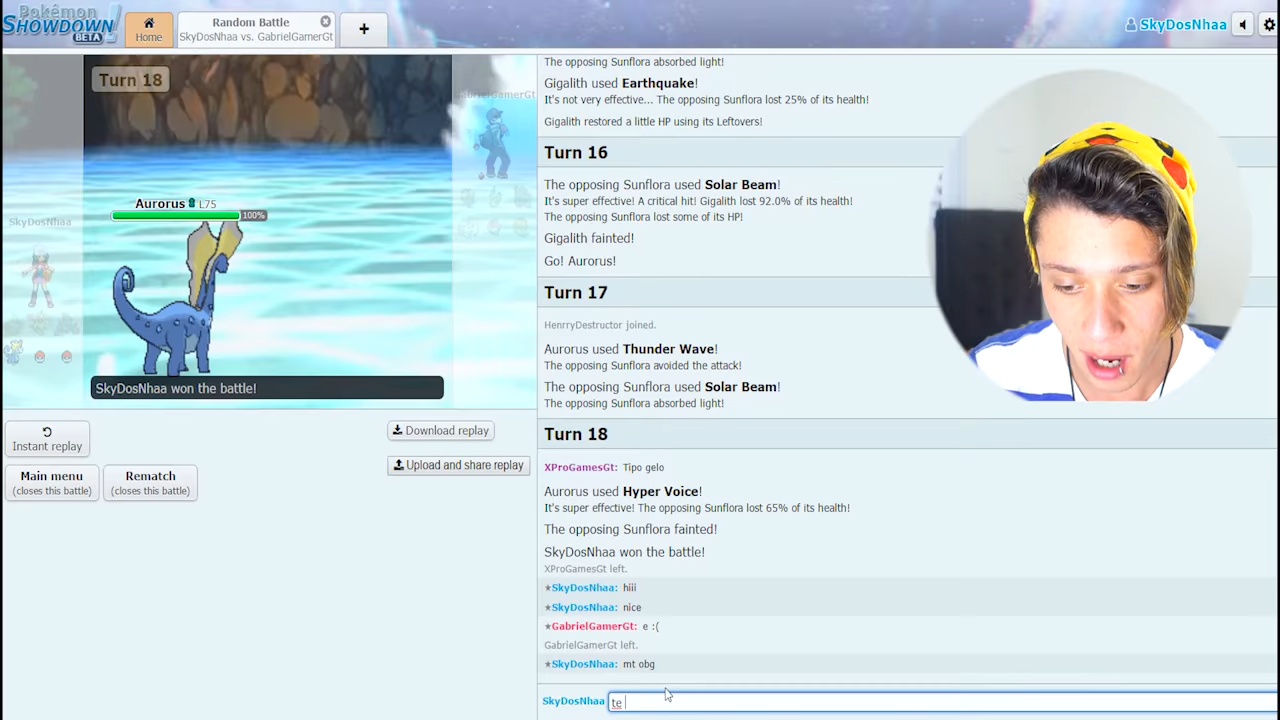 Pokémon
SHOWDOWN!
BETA
Home
Random Battle
SkyDosNhaa vs. GabrielGamerGt
+
SkyDosNhaa
Turn 18
GabrielGamerGt
SkyDosNhaa
Aurorus L75
100%
SkyDosNhaa won the battle!
Instant replay
Download replay
Upload and share replay
Main menu
(closes this battle)
Rematch
(closes this battle)
The opposing Sunflora absorbed light!
Gigalith used Earthquake!
It's not very effective... The opposing Sunflora lost 25% of its health!
Gigalith restored a little HP using its Leftovers!
Turn 16
The opposing Sunflora used Solar Beam!
It's super effective! A critical hit! Gigalith lost 92.0% of its health!
The opposing Sunflora lost some of its HP!
Gigalith fainted!
Go! Aurorus!
Turn 17
HenrryDestructor joined.
Aurorus used Thunder Wave!
The opposing Sunflora avoided the attack!
The opposing Sunflora used Solar Beam!
The opposing Sunflora absorbed light!
Turn 18
XProGamesGt: Tipo gelo
Aurorus used Hyper Voice!
It's super effective! The opposing Sunflora lost 65% of its health!
The opposing Sunflora fainted!
SkyDosNhaa won the battle!
XProGamesGt left.
★SkyDosNhaa: hiii
★SkyDosNhaa: nice
★GabrielGamerGt: e :(
GabrielGamerGt left.
★SkyDosNhaa: mt obg
SkyDosNhaa te